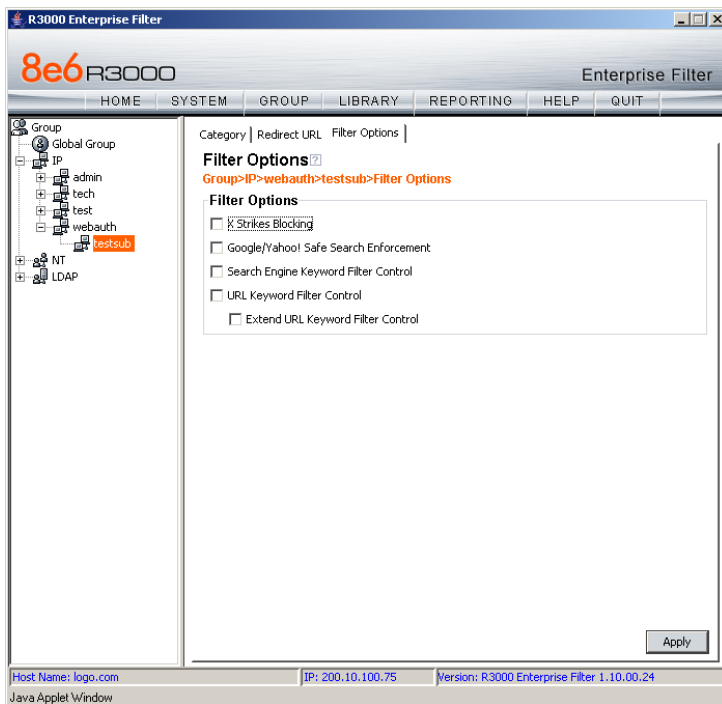 R3000 Enterprise Filter
8e6 R3000
Enterprise Filter
HOME SYSTEM GROUP LIBRARY REPORTING HELP QUIT
Group
Global Group
IP
admin
tech
test
webauth
testsub
NT
LDAP
Category Redirect URL Filter Options
Filter Options ?
Group>IP>webauth>testsub>Filter Options
Filter Options
X Strikes Blocking
Google/Yahoo! Safe Search Enforcement
Search Engine Keyword Filter Control
URL Keyword Filter Control
Extend URL Keyword Filter Control
Apply
Host Name: logo.com IP: 200.10.100.75 Version: R3000 Enterprise Filter 1.10.00.24
Java Applet Window